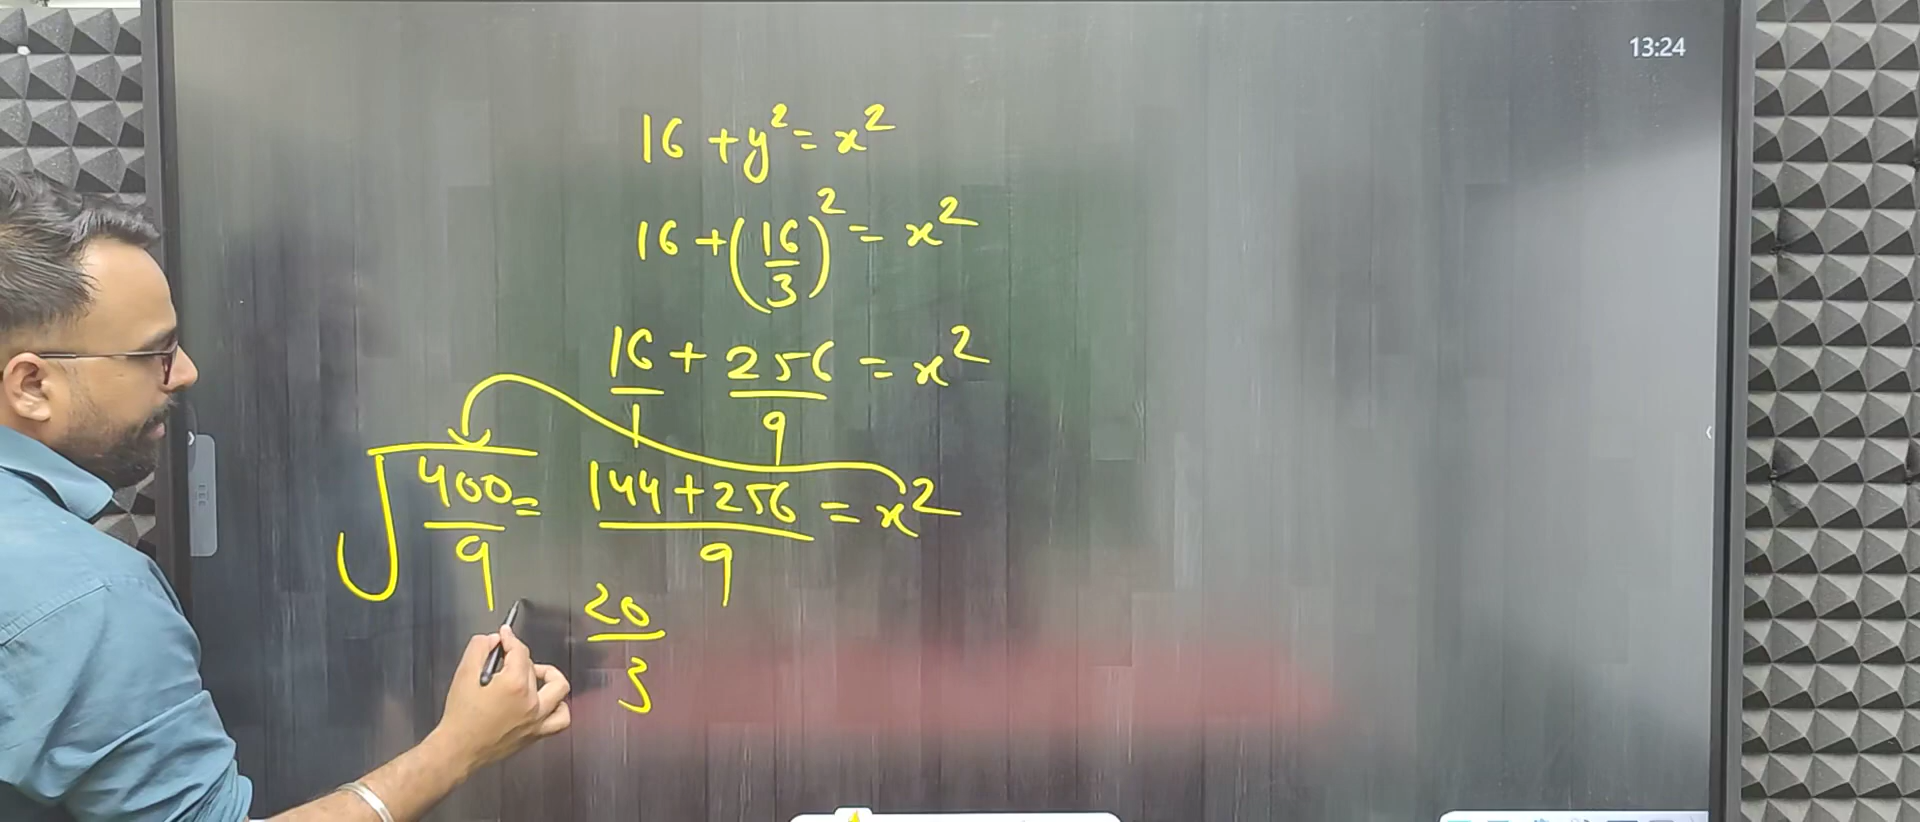 13:24
16 + y² = x²
16 + (16/3)² = x²
16/1 + 256/9 = x²
√400/9 = 144 + 256/9 = x²
20/3